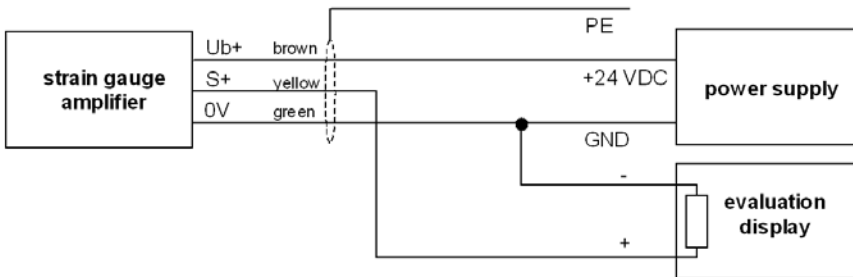 PE
Ub+ brown
strain gauge
amplifier
S+ yellow
+24 VDC
power supply
0V green
GND
-
evaluation
display
+